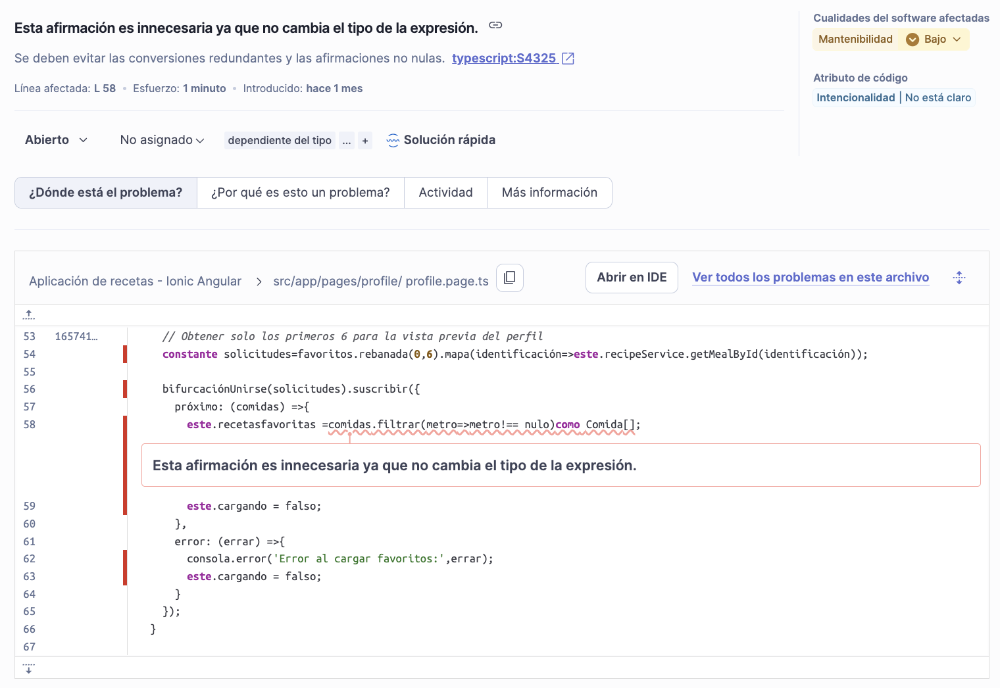 Esta afirmación es innecesaria ya que no cambia el tipo de la expresión.
Se deben evitar las conversiones redundantes y las afirmaciones no nulas. typescript:S4325
Línea afectada: L 58 • Esfuerzo: 1 minuto • Introducido: hace 1 mes
Cualidades del software afectadas
Mantenibilidad Bajo
Atributo de código
Intencionalidad | No está claro
Abierto No asignado dependiente del tipo ... + Solución rápida
¿Dónde está el problema? ¿Por qué es esto un problema? Actividad Más información
Aplicación de recetas - Ionic Angular > src/app/pages/profile/ profile.page.ts Abrir en IDE Ver todos los problemas en este archivo
53 165741… // Obtener solo los primeros 6 para la vista previa del perfil
54 constante solicitudes=favoritos.rebanada(0,6).mapa(identificación=>este.recipeService.getMealById(identificación));
55
56 bifurcaciónUnirse(solicitudes).suscribir({
57 próximo: (comidas) =>{
58 este.recetasfavoritas =comidas.filtrar(metro=>metro!== nulo)como Comida[];
Esta afirmación es innecesaria ya que no cambia el tipo de la expresión.
59 este.cargando = falso;
60 },
61 error: (errar) =>{
62 consola.error('Error al cargar favoritos:',errar);
63 este.cargando = falso;
64 }
65 });
66 }
67